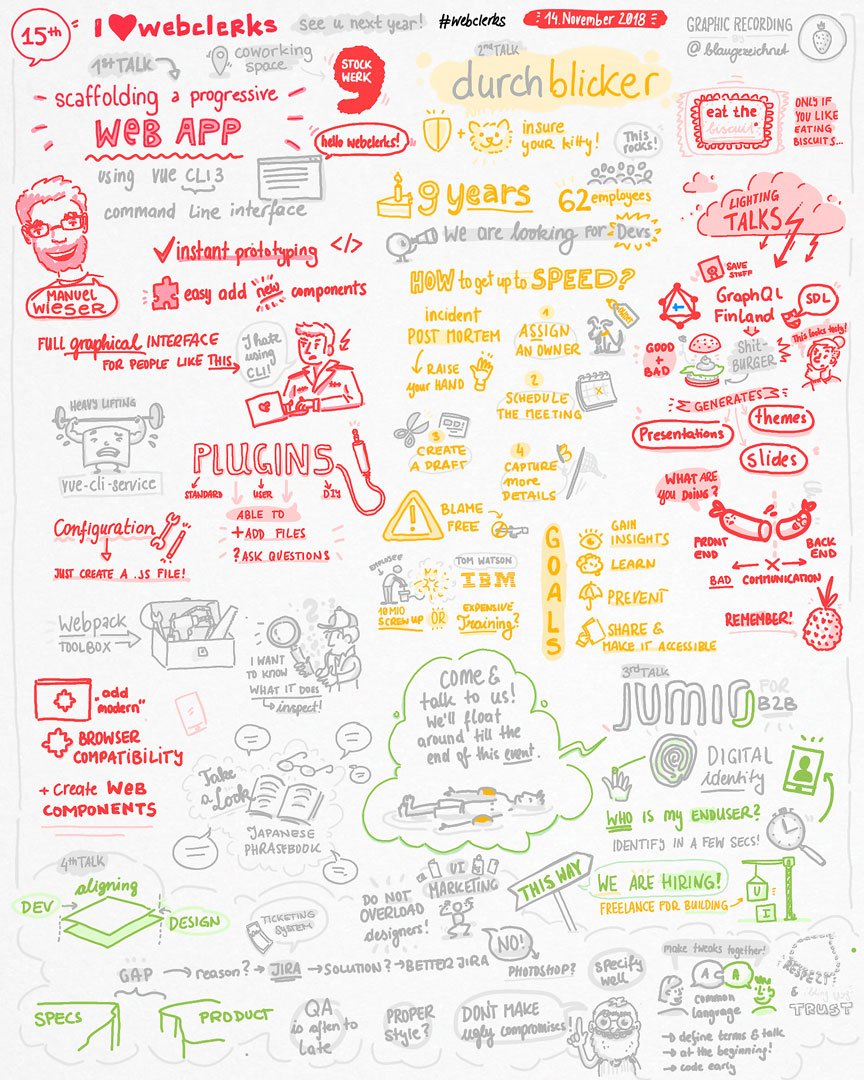 15th
I ♥ webclerks
see u next year!
#webclerks
14. November 2018
GRAPHIC RECORDING
BY
@blaugezeichnet
1st TALK
coworking
space
STOCK
WERK
9
scaffolding a progressive
WEB APP
hello webclerks!
using vue CLI 3
command line interface
MANUEL
WIESER
✓ instant prototyping </>
easy add new components
FULL graphical INTERFACE
FOR PEOPLE LIKE THIS →
I hate
using
CLI!
HEAVY LIFTING
vue-cli-service
PLUGINS
STANDARD
USER
DIY
ABLE TO
+ ADD FILES
? ASK QUESTIONS
Configuration
JUST CREATE A .JS FILE!
Webpack
TOOLBOX →
I WANT
TO KNOW
WHAT IT DOES
→ inspect!
"add
modern"
BROWSER
COMPATIBILITY
+ Create WEB
COMPONENTS
Take
a Look
JAPANESE
PHRASEBOOK
2nd TALK
durchblicker
+
insure
your kitty!
This
rocks!
9 years
62 employees
We are looking for Devs
HOW to get up to SPEED?
incident
POST MORTEM
→ RAISE
your HAND
1
ASSIGN
AN OWNER
OWNER
2
SCHEDULE
THE MEETING
3
CREATE
A DRAFT
4
CAPTURE
more
DETAILS
!
BLAME
FREE
EMPLOYEE
TOM WATSON
IBM
10 MIO
SCREW UP
OR
EXPENSIVE
Training?
GOALS
GAIN
INSIGHTS
LEARN
PREVENT
SHARE &
MAKE IT ACCESSIBLE
COME &
talk to us!
We'll float
around till the
end of this event.
eat the
biscuit.
ONLY IF
YOU LIKE
EATING
BISCUITS...
LIGHTING
TALKS
SAVE
STUFF
GraphQL
Finland
SDL
GOOD
+
BAD
Shit-
BURGER
This looks tasty!
GENERATES
Presentations
themes
slides
WHAT ARE
YOU DOING?
FRONT
END
BACK
END
← X →
BAD COMMUNICATION
REMEMBER!
3rd TALK
JUMIO
FOR
B2B
DIGITAL
identity
WHO IS MY ENDUSER?
IDENTIFY IN A FEW SECS!
THIS WAY
WE ARE HIRING!
FREELANCE FOR BUILDING →
U
I
4th TALK
aligning
DEV →
← DESIGN
TICKETING
SYSTEM
DO NOT
OVERLOAD
designers!
UI
MARKETING
NO!
PHOTOSHOP?
GAP → reason? → JIRA → SOLUTION? → BETTER JIRA
SPECS
PRODUCT
QA
is often to
late
PROPER
style?
DONT MAKE
ugly compromises!
specify
well
make tweaks together!
A
A
common
language
→ define terms & talk
→ at the beginning!
→ code early
RESPECT
&
TRUST